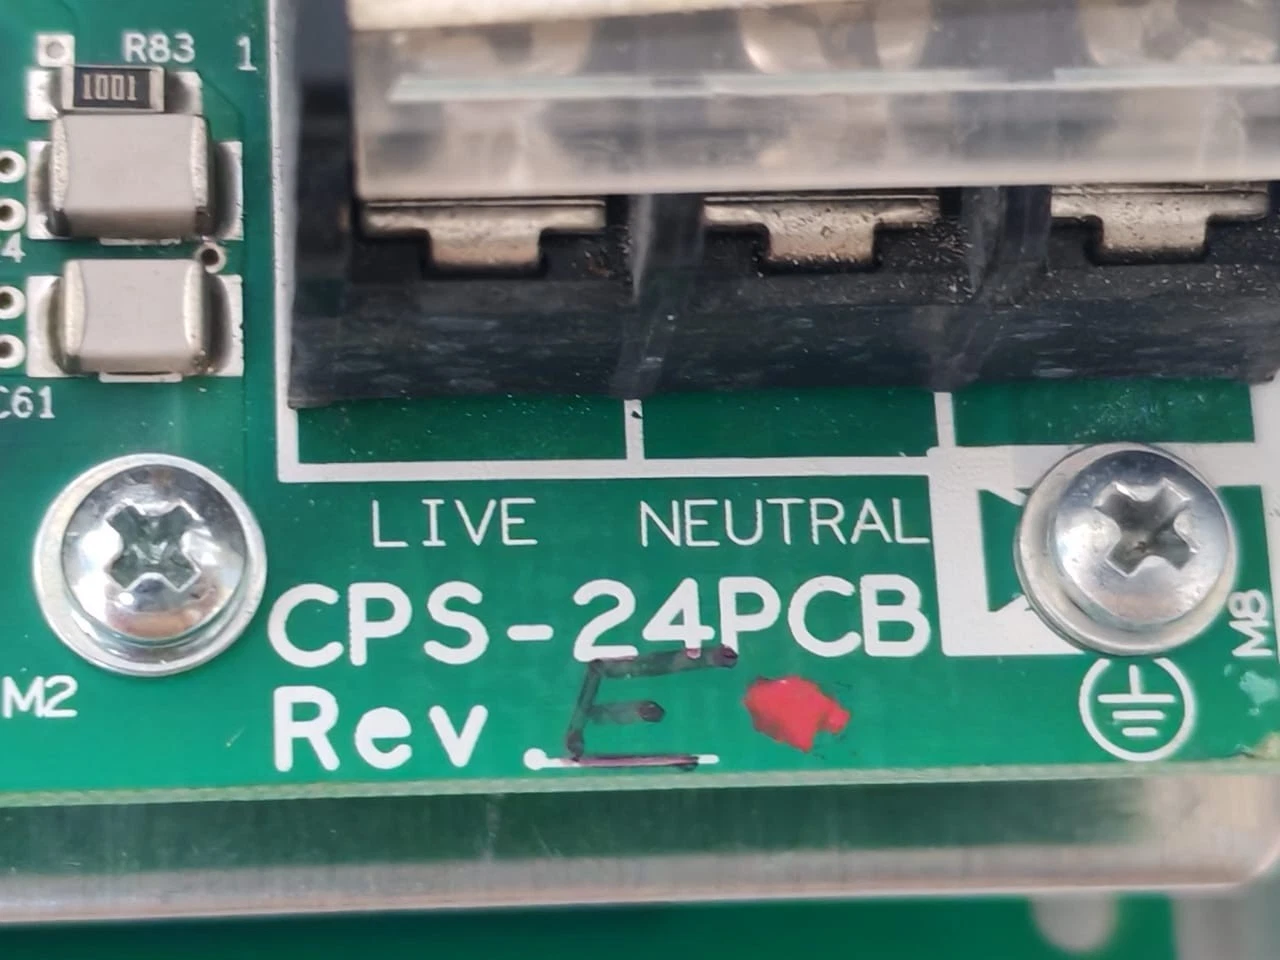 R83 1
1001
4
C61
LIVE NEUTRAL
CPS-24PCB
M8
M2
Rev. E